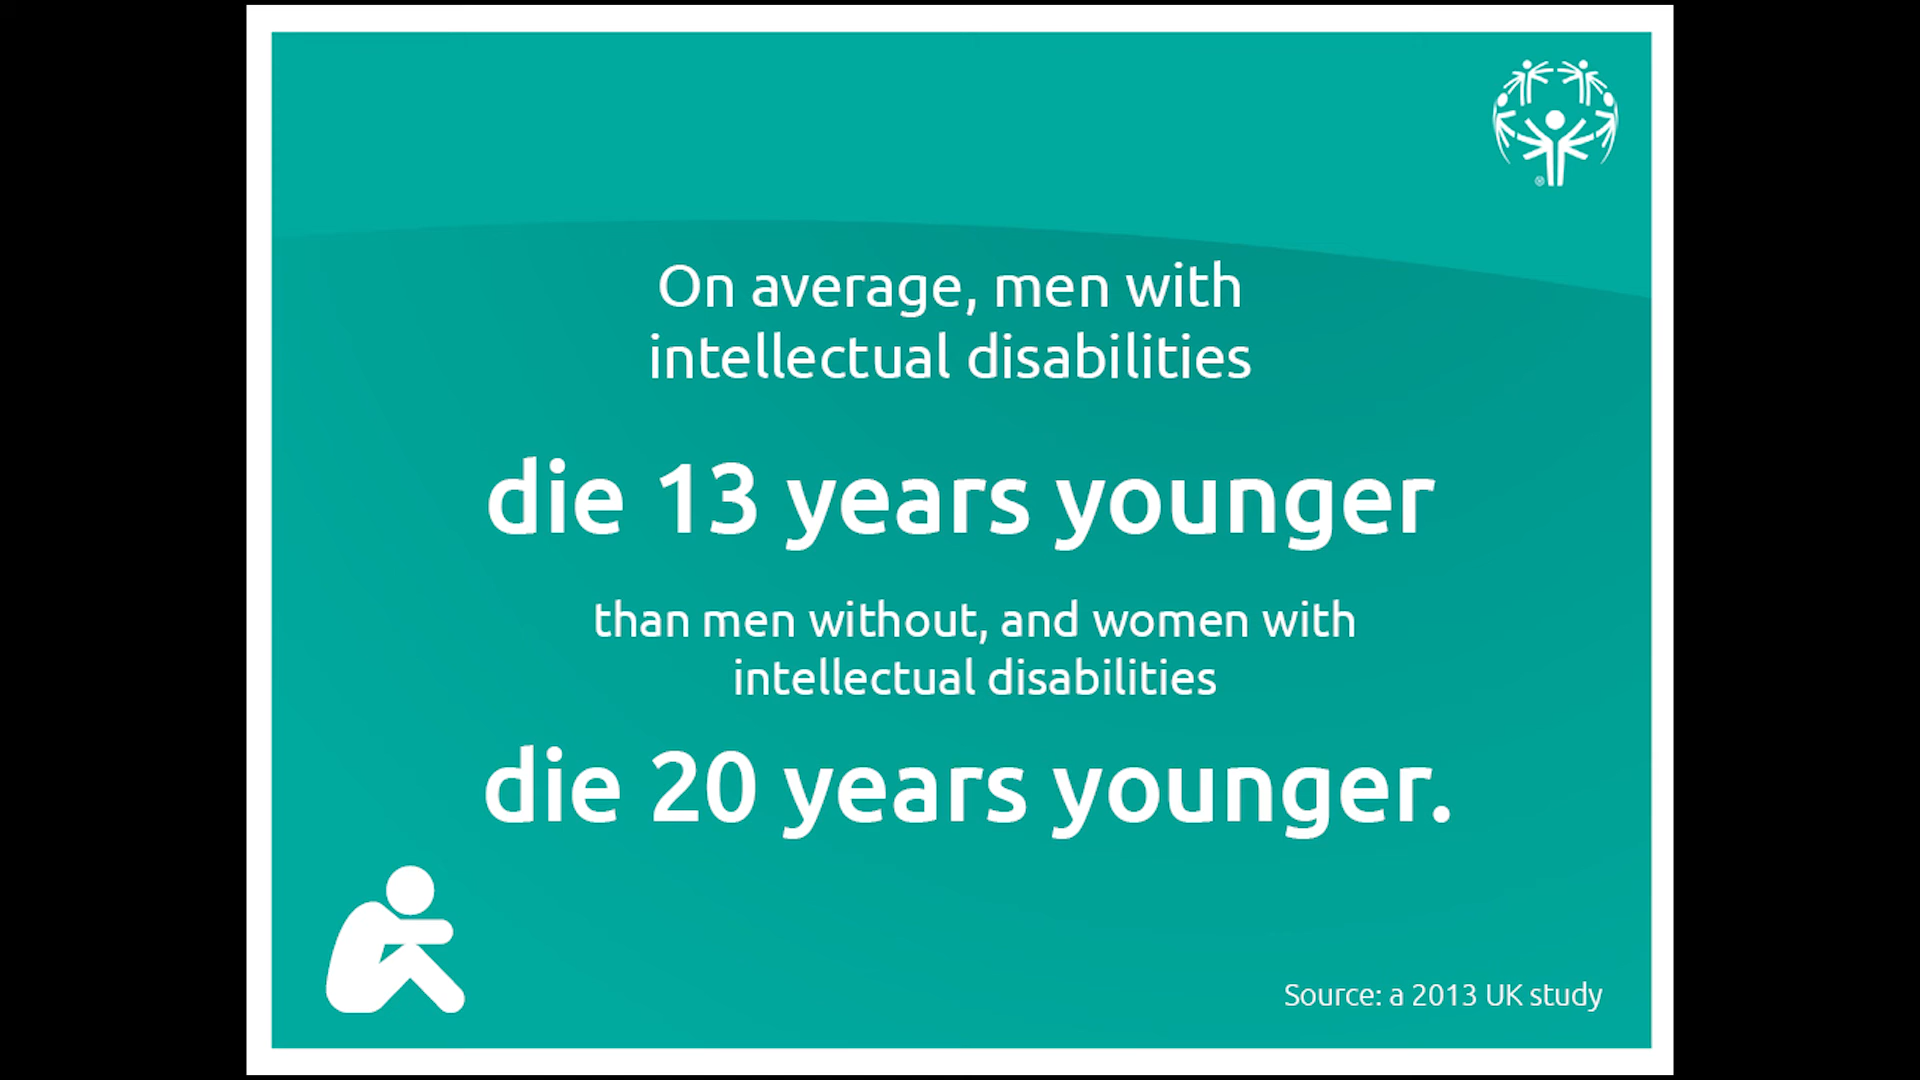 On average, men with
intellectual disabilities
die 13 years younger
than men without, and women with
intellectual disabilities
die 20 years younger.
Source: a 2013 UK study
®